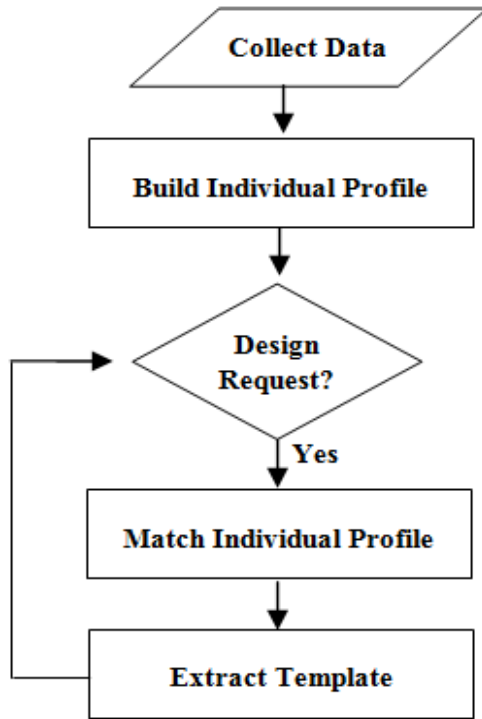 Collect Data
Build Individual Profile
Design
Request?
Yes
Match Individual Profile
Extract Template